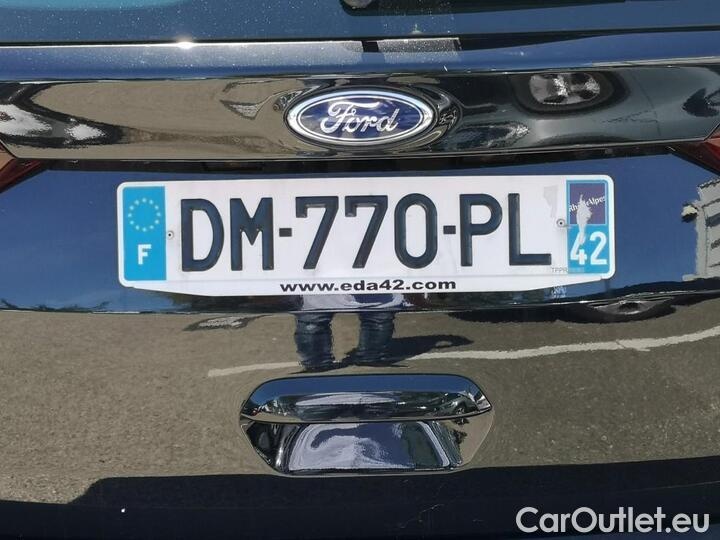 Ford
F DM-770-PL 42
Rhône-Alpes
www.eda42.com
CarOutlet.eu